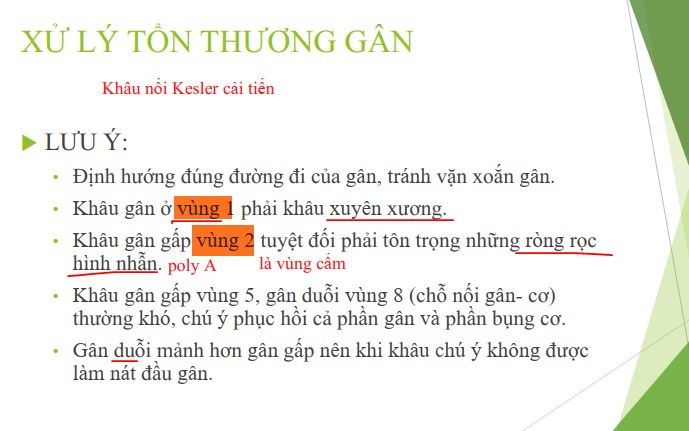 XỬ LÝ TỔN THƯƠNG GÂN
Khâu nối Kesler cải tiến
LƯU Ý:
Định hướng đúng đường đi của gân, tránh vặn xoắn gân.
Khâu gân ở vùng 1 phải khâu xuyên xương.
Khâu gân gấp vùng 2 tuyệt đối phải tôn trọng những ròng rọc
hình nhẫn. poly A là vùng cấm
Khâu gân gấp vùng 5, gân duỗi vùng 8 (chỗ nối gân- cơ)
thường khó, chú ý phục hồi cả phần gân và phần bụng cơ.
Gân duỗi mảnh hơn gân gấp nên khi khâu chú ý không được
làm nát đầu gân.